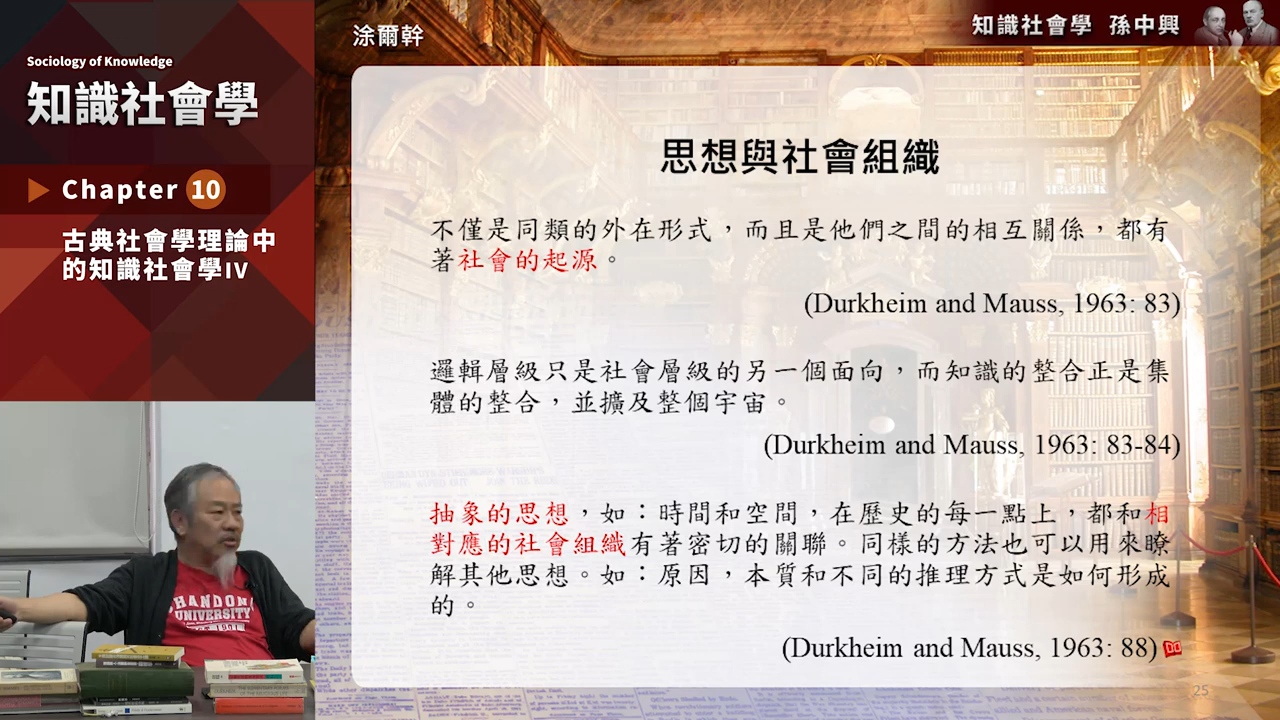 Sociology of Knowledge
知識社會學
Chapter 10
古典社會學理論中
的知識社會學IV
涂爾幹
知識社會學 孫中興
思想與社會組織
不僅是同類的外在形式，而且是他們之間的相互關係，都有
著社會的起源。
(Durkheim and Mauss, 1963: 83)
邏輯層級只是社會層級的另一個面向，而知識的整合正是集
體的整合，並擴及整個宇宙。
(Durkheim and Mauss, 1963: 83-84)
抽象的思想，如：時間和空間，在歷史的每一點上，都和相
對應的社會組織有著密切的關聯。同樣的方法也可以用來瞭
解其他思想。如：原因，本質和不同的推理方式是如何形成
的。
(Durkheim and Mauss, 1963: 88)
25
HANDONG
UNIVERSITY
1901